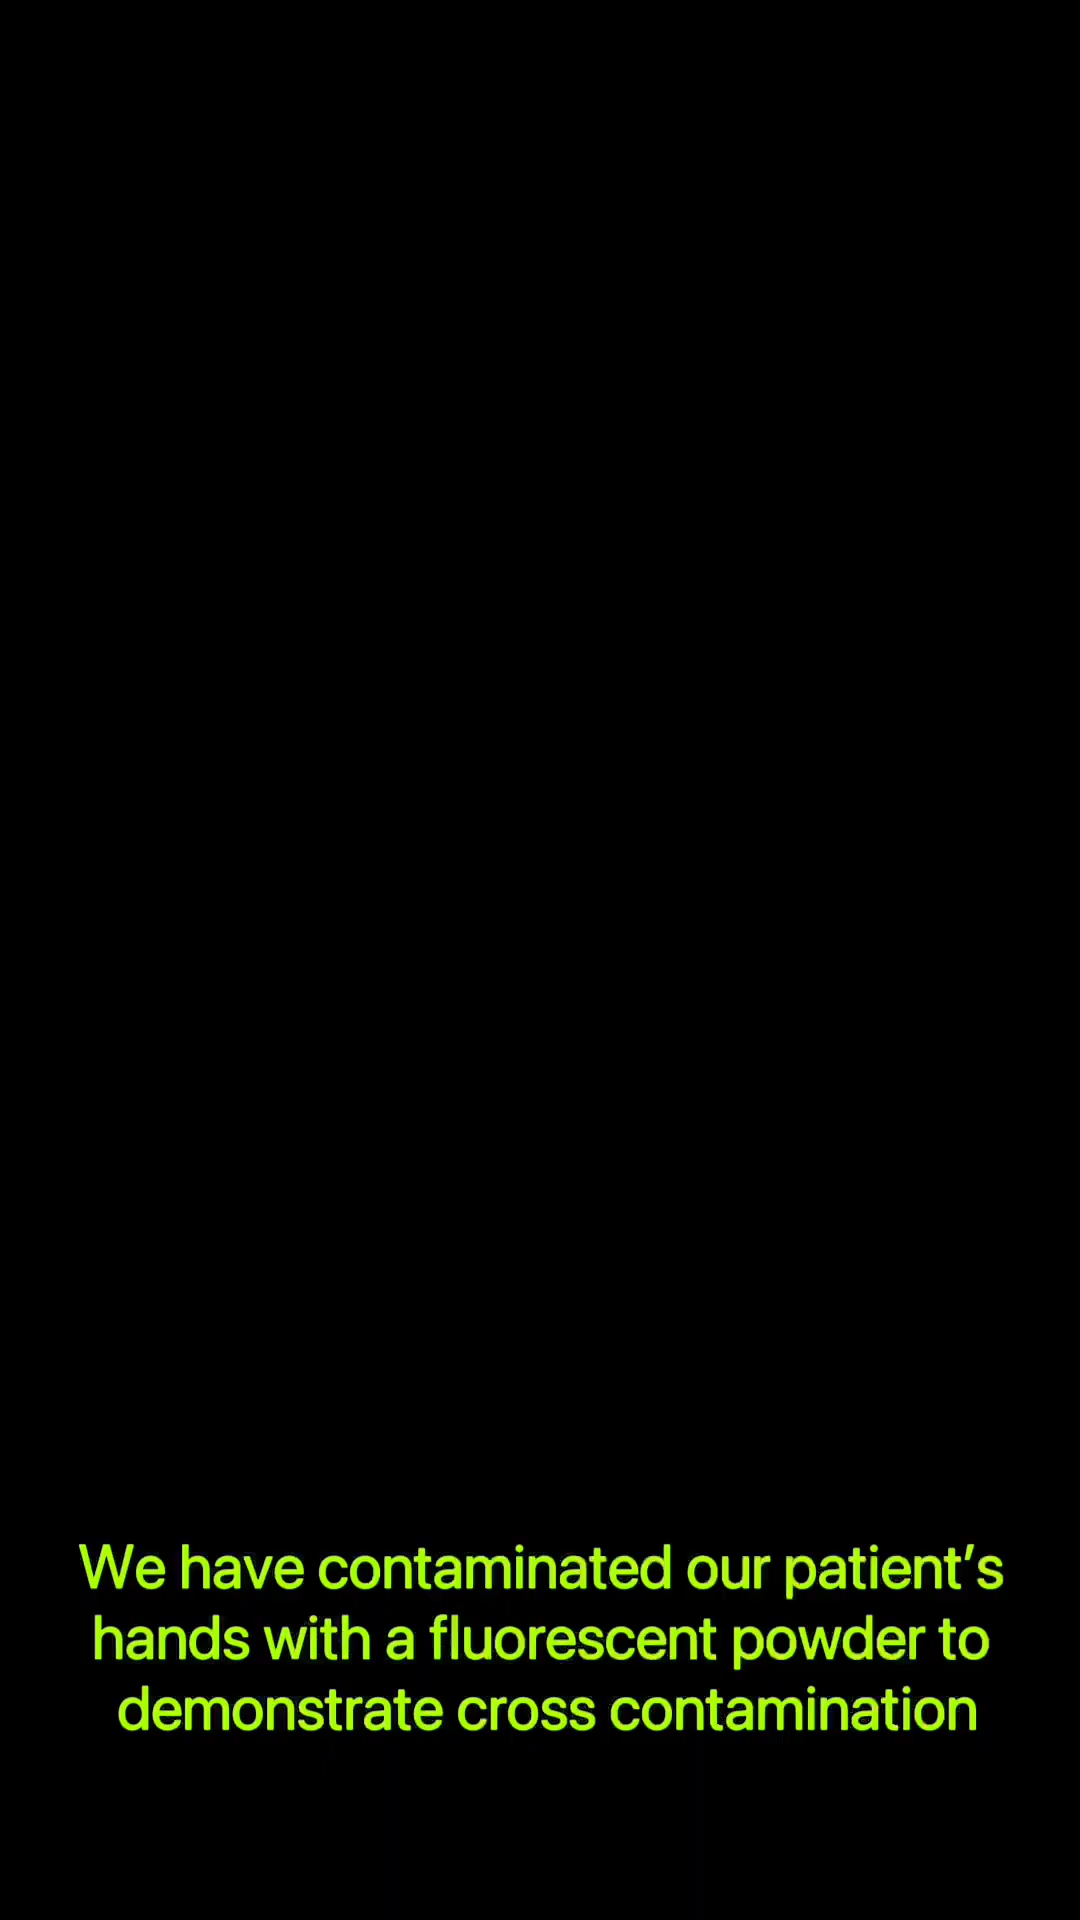 We have contaminated our patient’s
hands with a fluorescent powder to
demonstrate cross contamination